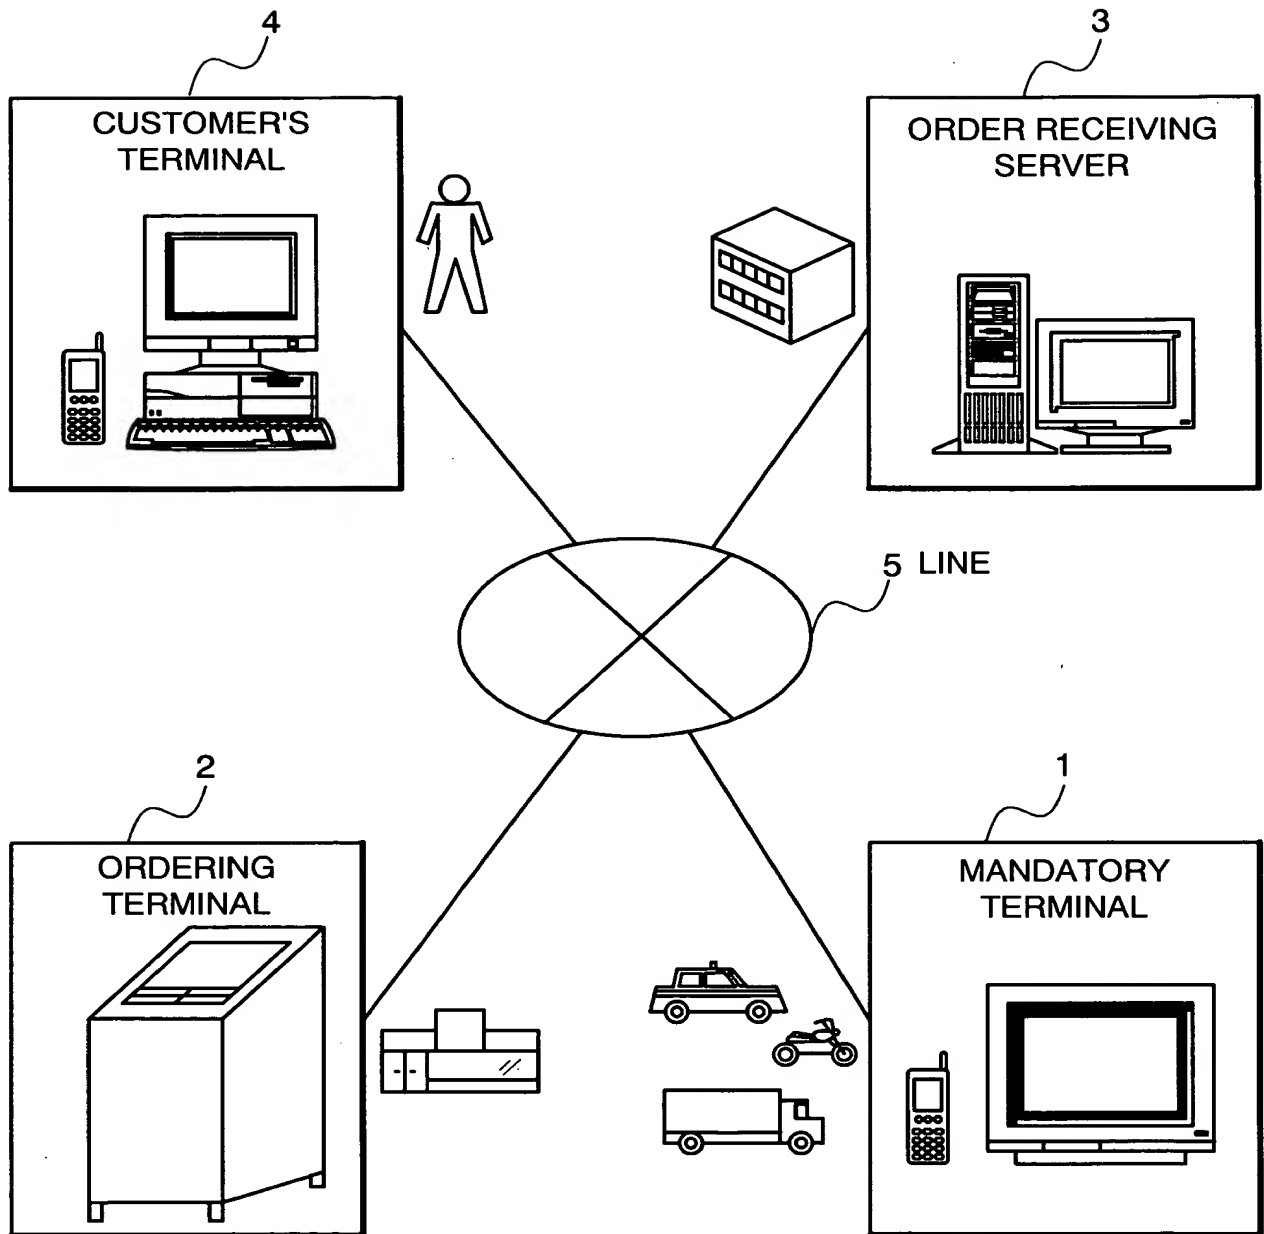 4
CUSTOMER'S
TERMINAL
3
ORDER RECEIVING
SERVER
5 LINE
2
ORDERING
TERMINAL
1
MANDATORY
TERMINAL